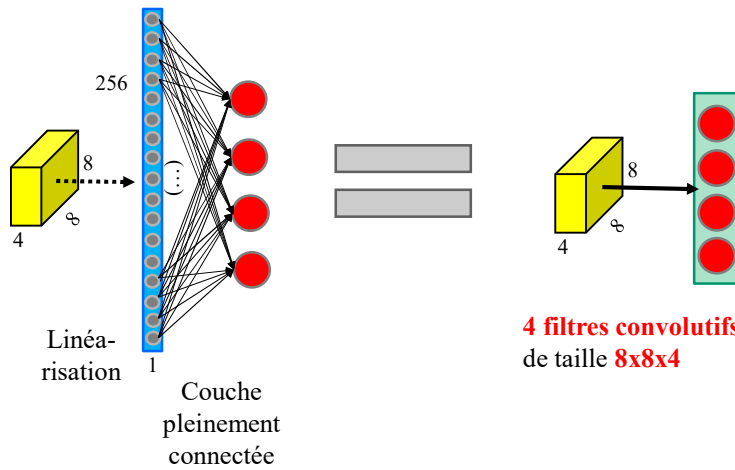 256
8
8
4
(...)
Linéa-
risation
1
Couche
pleinement
connectée
8
8
4
4 filtres convolutifs
de taille 8x8x4